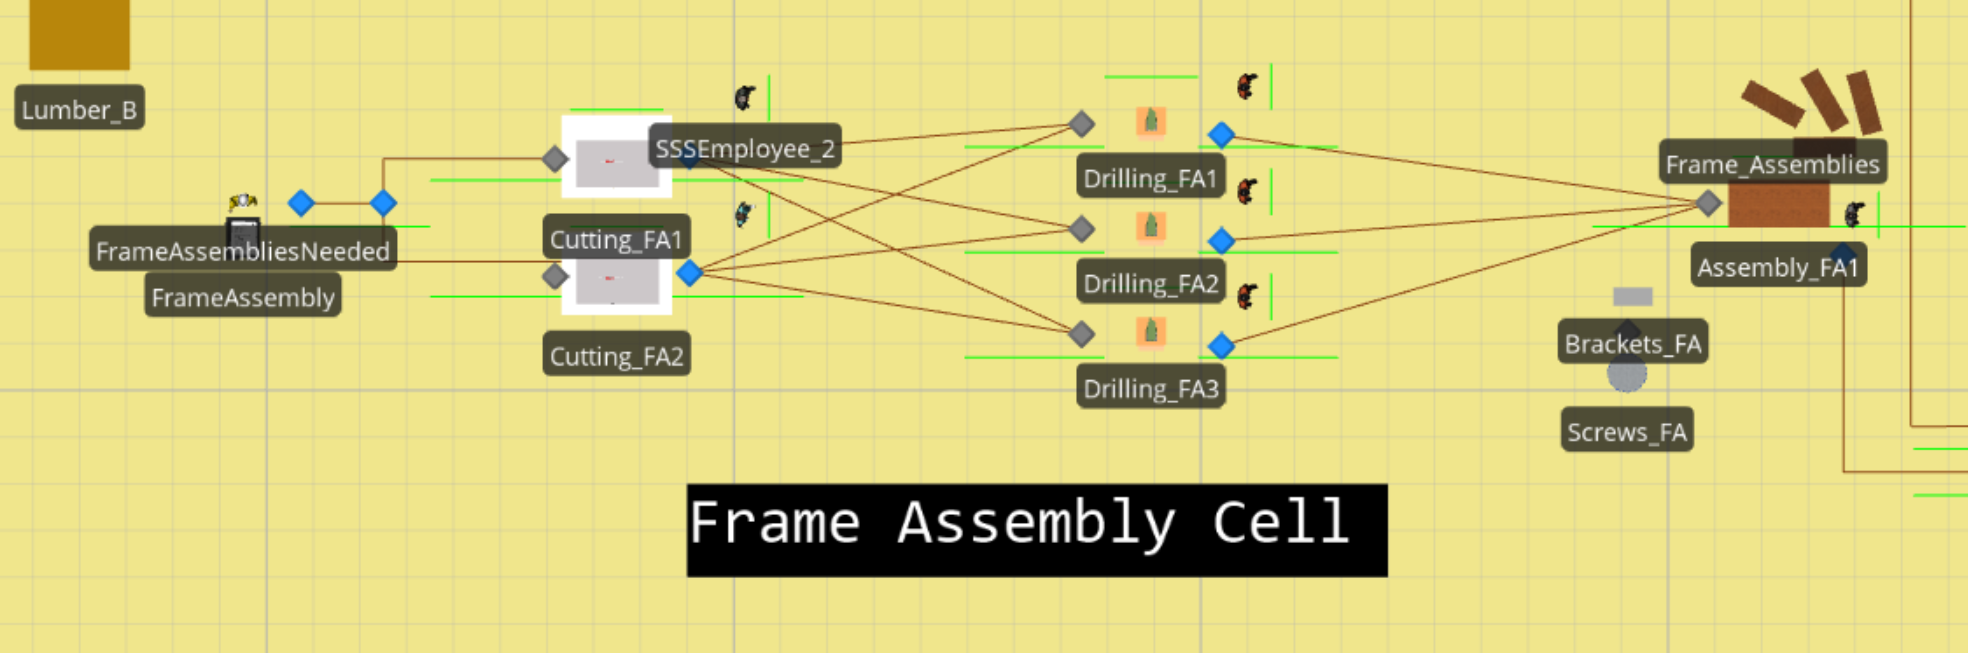 Lumber_B
SSSEmployee_2
FrameAssembliesNeeded
FrameAssembly
Cutting_FA1
Cutting_FA2
Drilling_FA1
Drilling_FA2
Drilling_FA3
Frame_Assemblies
Assembly_FA1
Brackets_FA
Screws_FA
Frame Assembly Cell